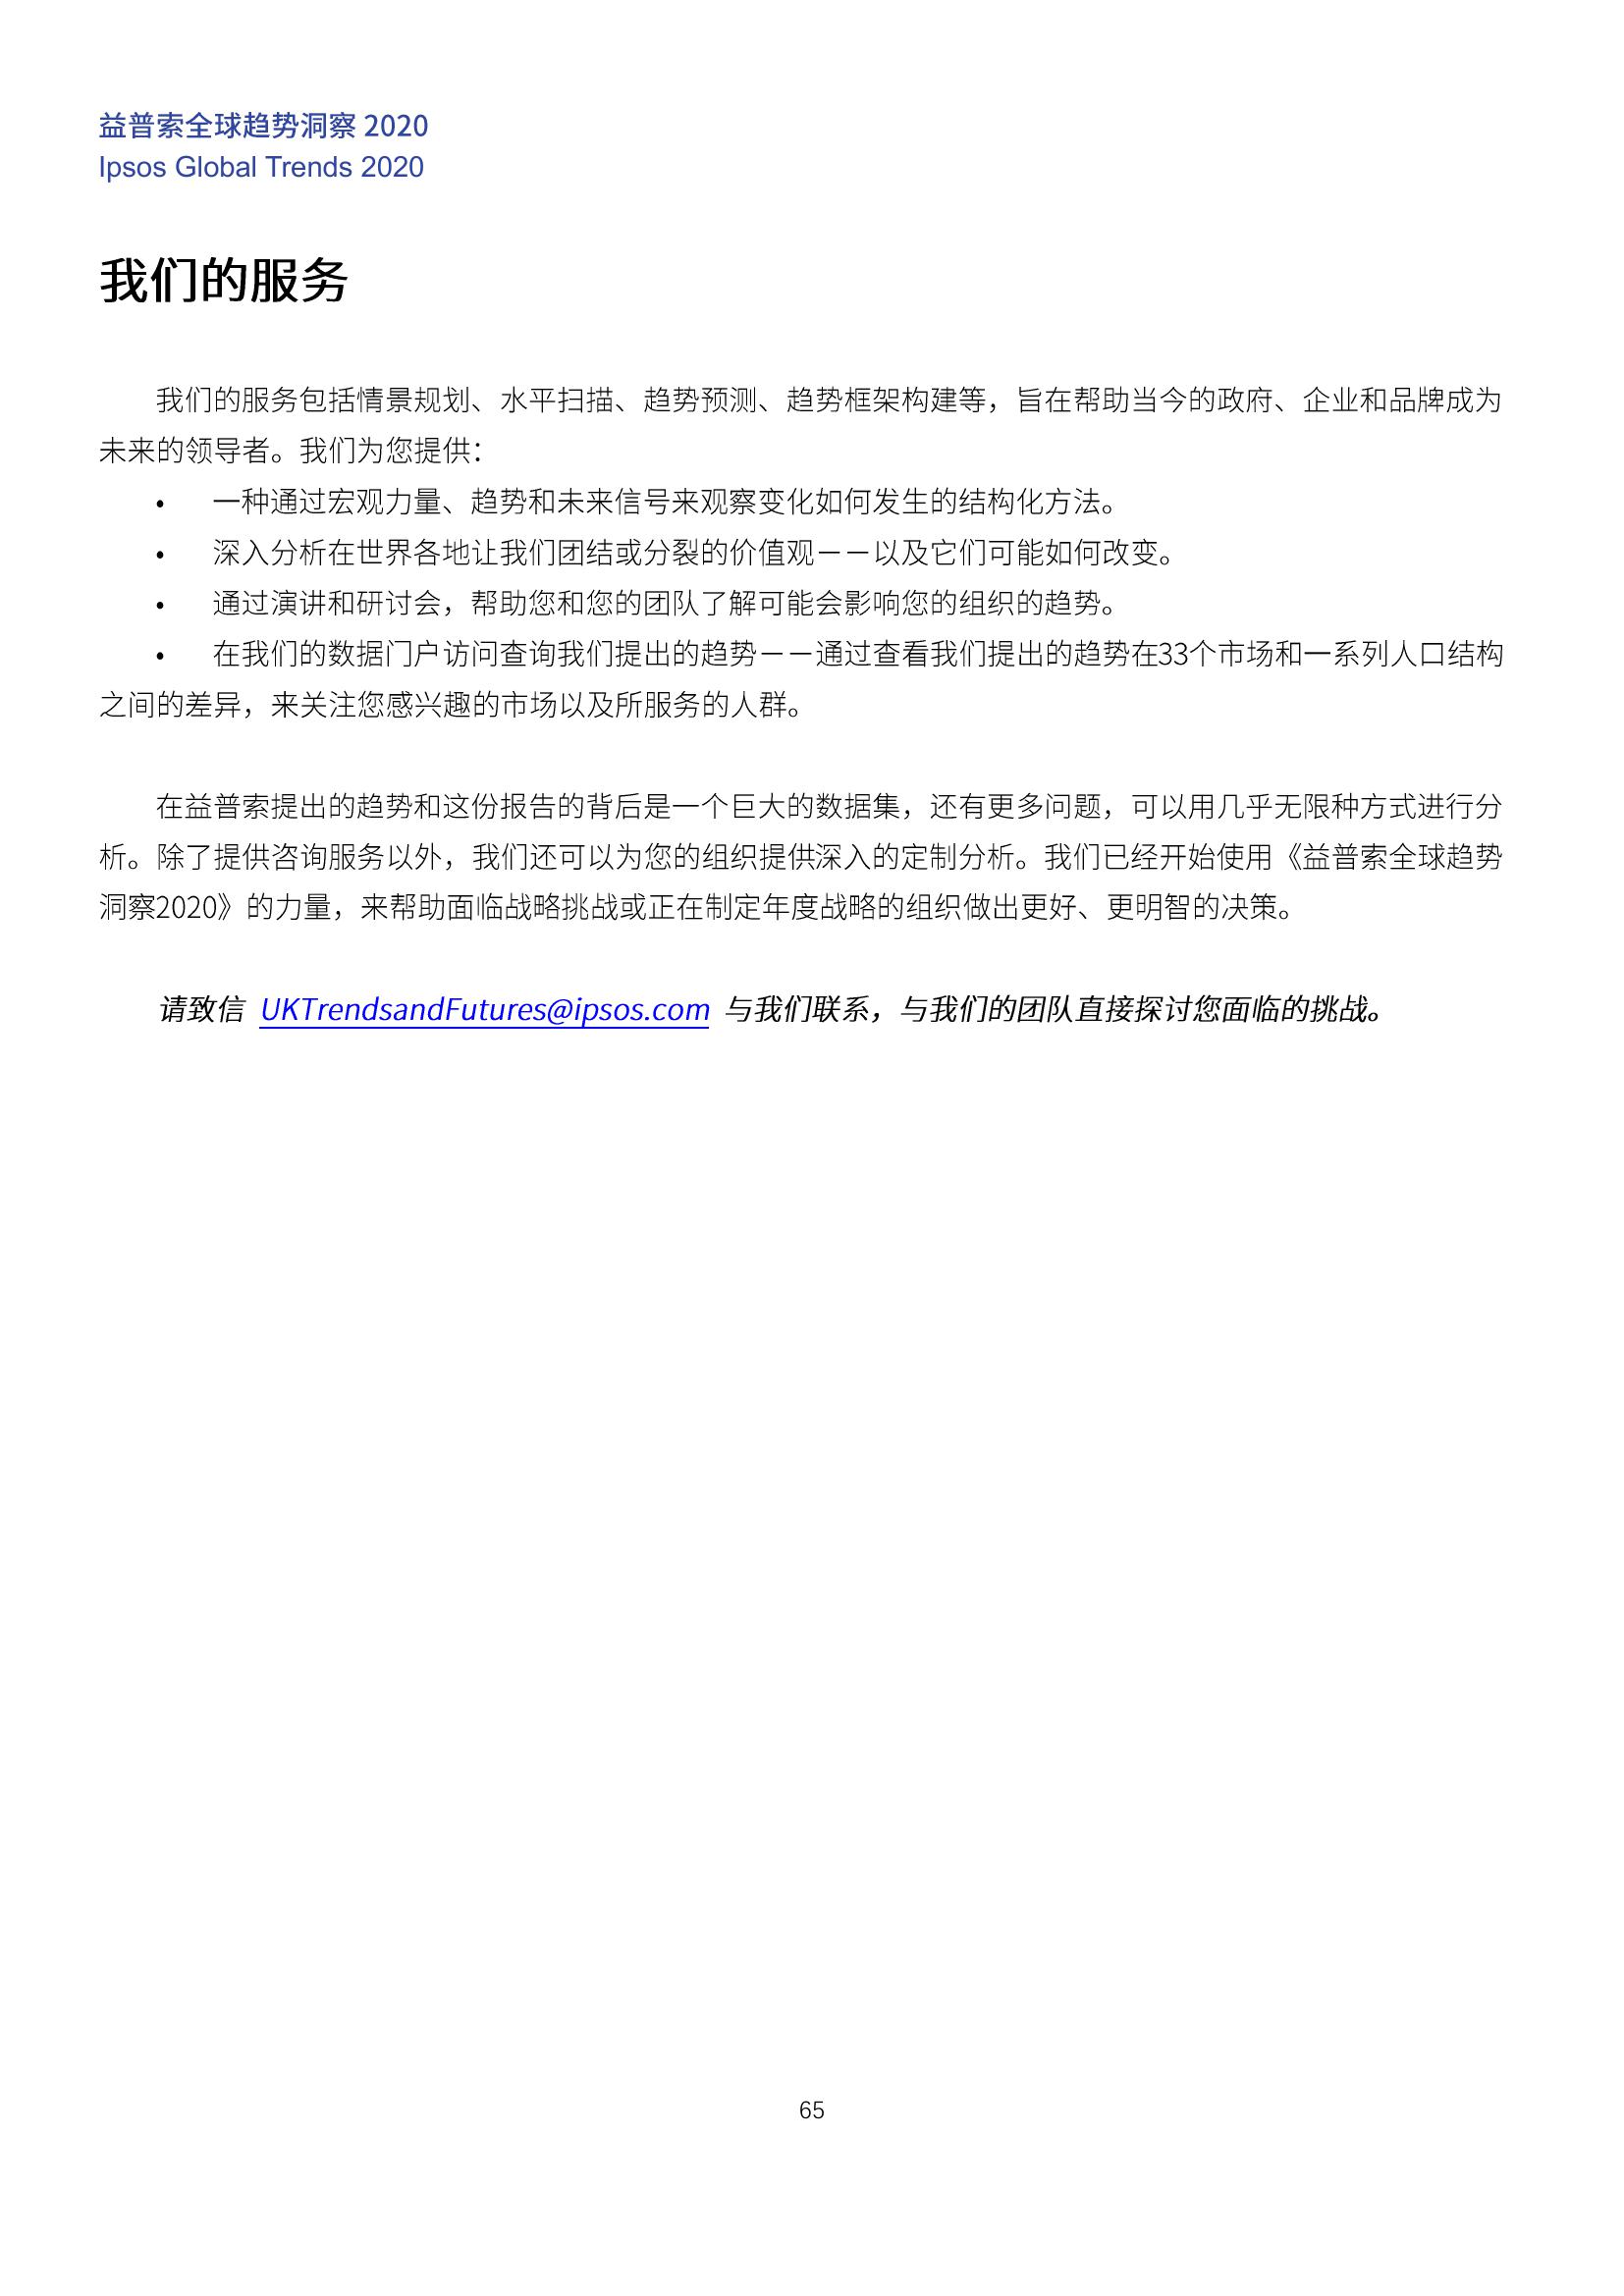 益普索全球趋势洞察 2020
Ipsos Global Trends 2020
我们的服务
我们的服务包括情景规划、水平扫描、趋势预测、趋势框架构建等，旨在帮助当今的政府、企业和品牌成为
未来的领导者。我们为您提供：
• 一种通过宏观力量、趋势和未来信号来观察变化如何发生的结构化方法。
• 深入分析在世界各地让我们团结或分裂的价值观——以及它们可能如何改变。
• 通过演讲和研讨会，帮助您和您的团队了解可能会影响您的组织的趋势。
• 在我们的数据门户访问查询我们提出的趋势——通过查看我们提出的趋势在33个市场和一系列人口结构
之间的差异，来关注您感兴趣的市场以及所服务的人群。
在益普索提出的趋势和这份报告的背后是一个巨大的数据集，还有更多问题，可以用几乎无限种方式进行分
析。除了提供咨询服务以外，我们还可以为您的组织提供深入的定制分析。我们已经开始使用《益普索全球趋势
洞察2020》的力量，来帮助面临战略挑战或正在制定年度战略的组织做出更好、更明智的决策。
请致信 UKTrendsandFutures@ipsos.com 与我们联系，与我们的团队直接探讨您面临的挑战。
65